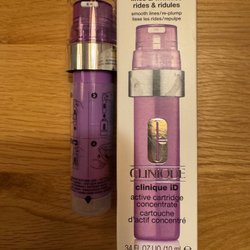 rides & ridules
smooth lines/re-plump
lisse les rides/repulpe
CLINIQUE
clinique iD
active cartridge
concentrate
cartouche
d'actif concentré
.34 FL.OZ./LIQ (10 ml) e